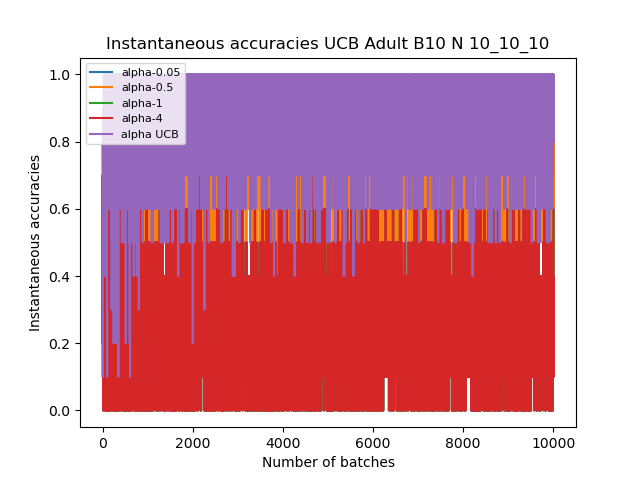 Instantaneous accuracies UCB Adult B10 N 10_10_10
alpha-0.05
alpha-0.5
alpha-1
alpha-4
alpha UCB
1.0
0.8
0.6
0.4
0.2
0.0
Instantaneous accuracies
0
2000
4000
6000
8000
10000
Number of batches